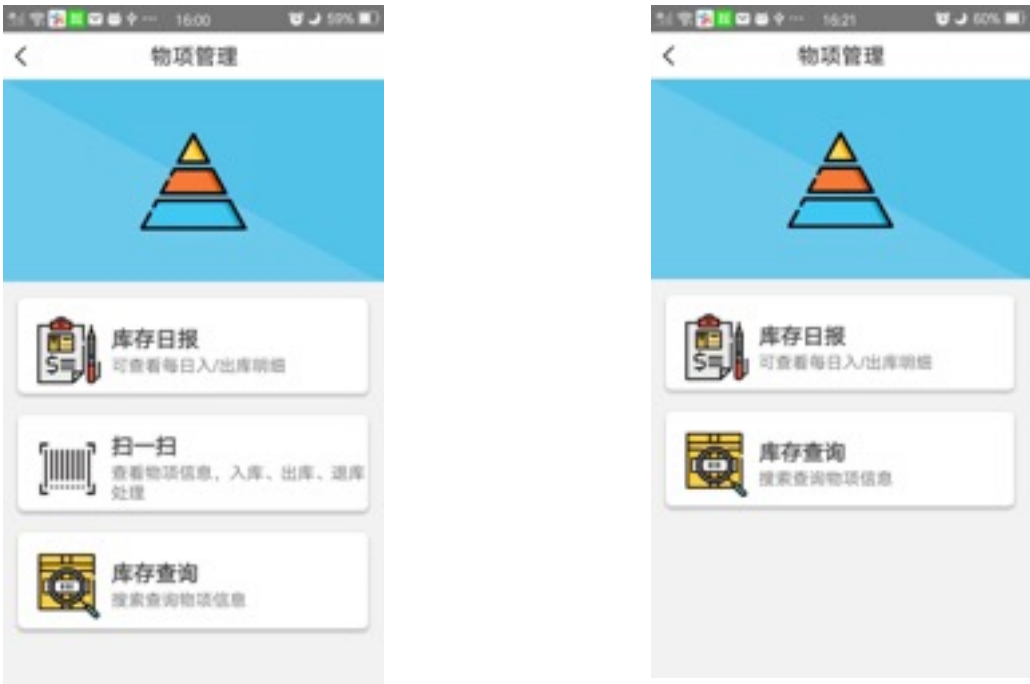 16:00
59%
物项管理
库存日报
可查看每日入/出库明细
扫一扫
查看物项信息，入库、出库、退库
处理
库存查询
搜索查询物项信息
16:21
60%
物项管理
库存日报
可查看每日入/出库明细
库存查询
搜索查询物项信息